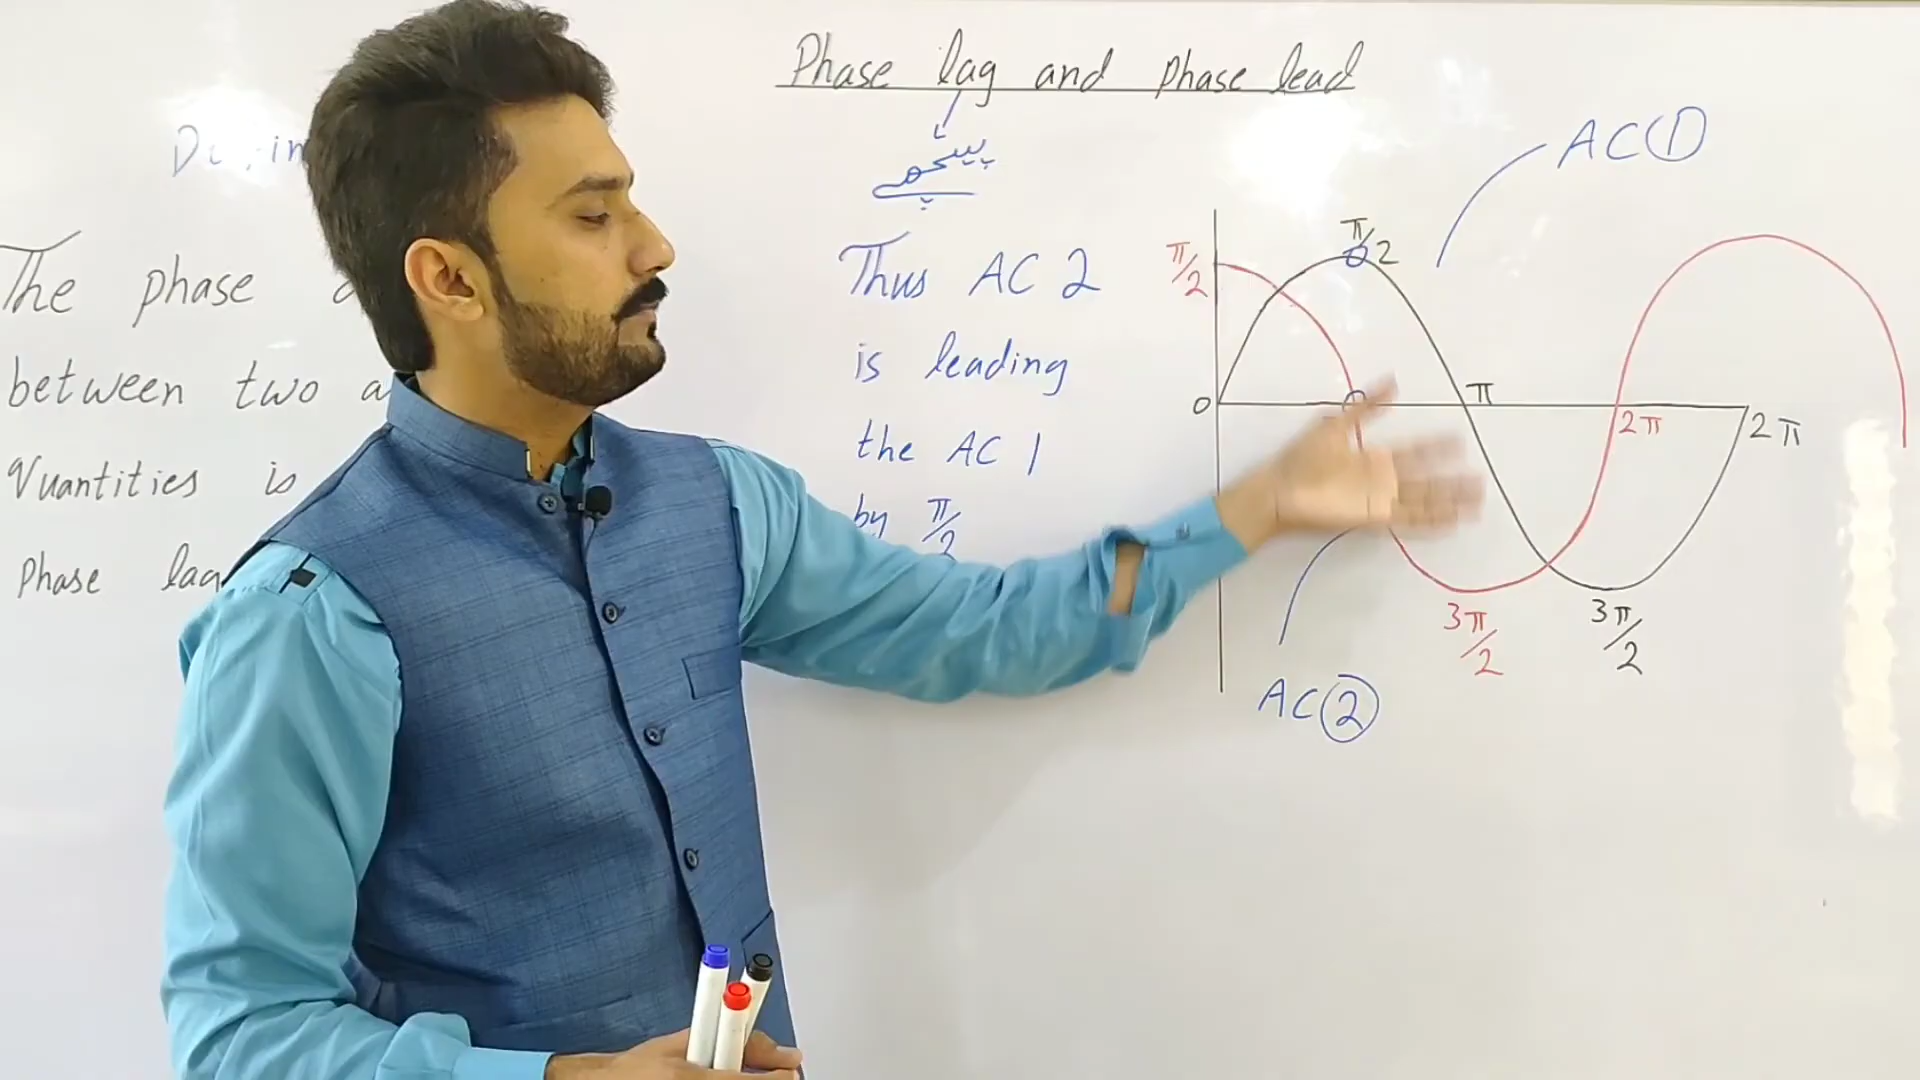 Phase lag and phase lead
پیچھے
The phase
between two
Quantities is
Phase lag
Thus AC 2
is leading
the AC 1
by π/2
AC①
π/2
π/2
0
π
2π
2π
3π/2
3π/2
AC②